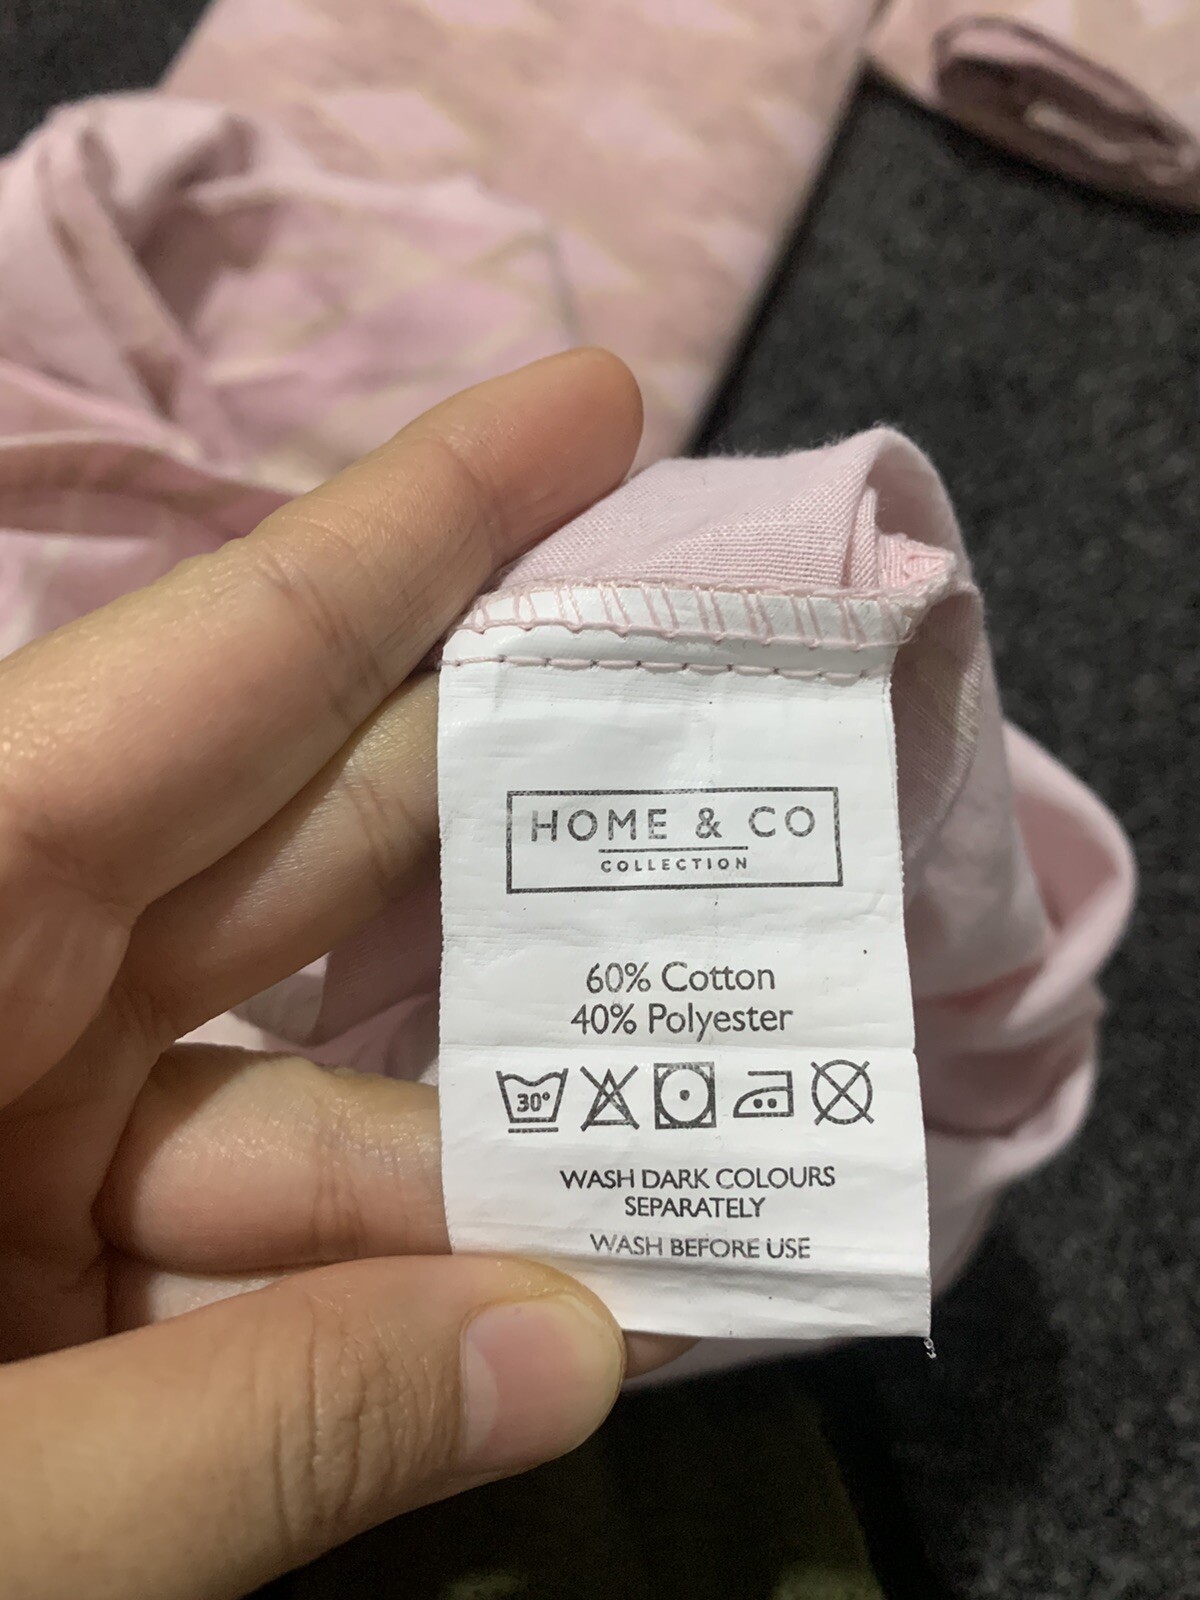 HOME & CO
COLLECTION
60% Cotton
40% Polyester
30°
WASH DARK COLOURS
SEPARATELY
WASH BEFORE USE